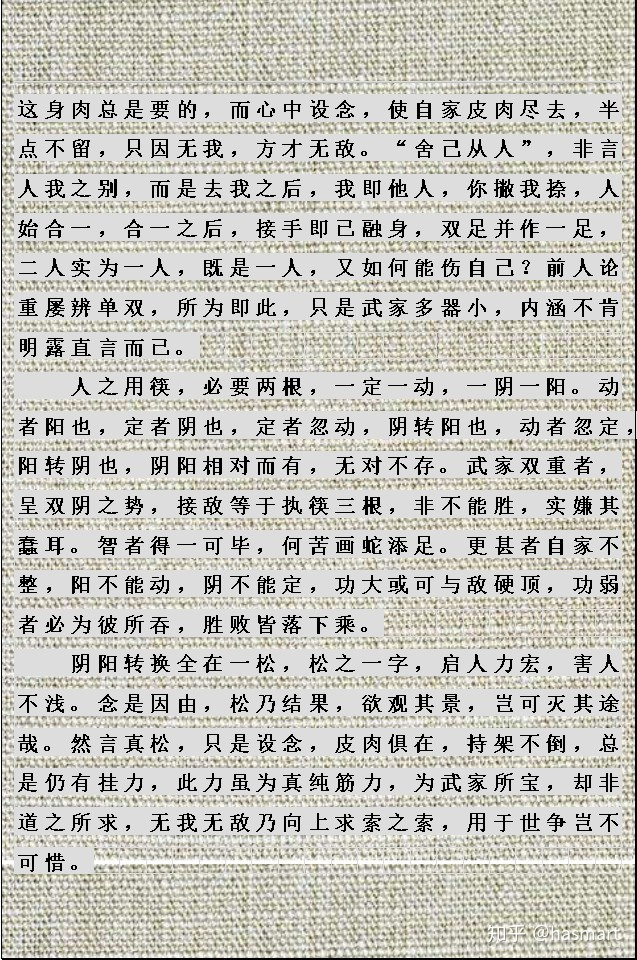 这身肉总是要的，而心中设念，使自家皮肉尽去，半
点不留，只因无我，方才无敌。“舍己从人”，非言
人我之别，而是去我之后，我即他人，你撇我捺，人
始合一，合一之后，接手即已融身，双足并作一足，
二人实为一人，既是一人，又如何能伤自己？前人论
重屡辨单双，所为即此，只是武家多器小，内涵不肯
明露直言而已。
人之用筷，必要两根，一定一动，一阴一阳。动
者阳也，定者阴也，定者忽动，阴转阳也，动者忽定，
阳转阴也，阴阳相对而有，无对不存。武家双重者，
呈双阴之势，接敌等于执筷三根，非不能胜，实嫌其
蠢耳。智者得一可毕，何苦画蛇添足。更甚者自家不
整，阳不能动，阴不能定，功大或可与敌硬顶，功弱
者必为彼所吞，胜败皆落下乘。
阴阳转换全在一松，松之一字，启人力宏，害人
不浅。念是因由，松乃结果，欲观其景，岂可灭其途
哉。然言真松，只是设念，皮肉俱在，持架不倒，总
是仍有挂力，此力虽为真纯筋力，为武家所宝，却非
道之所求，无我无敌乃向上求索之索，用于世争岂不
可惜。
知乎 @hasmart